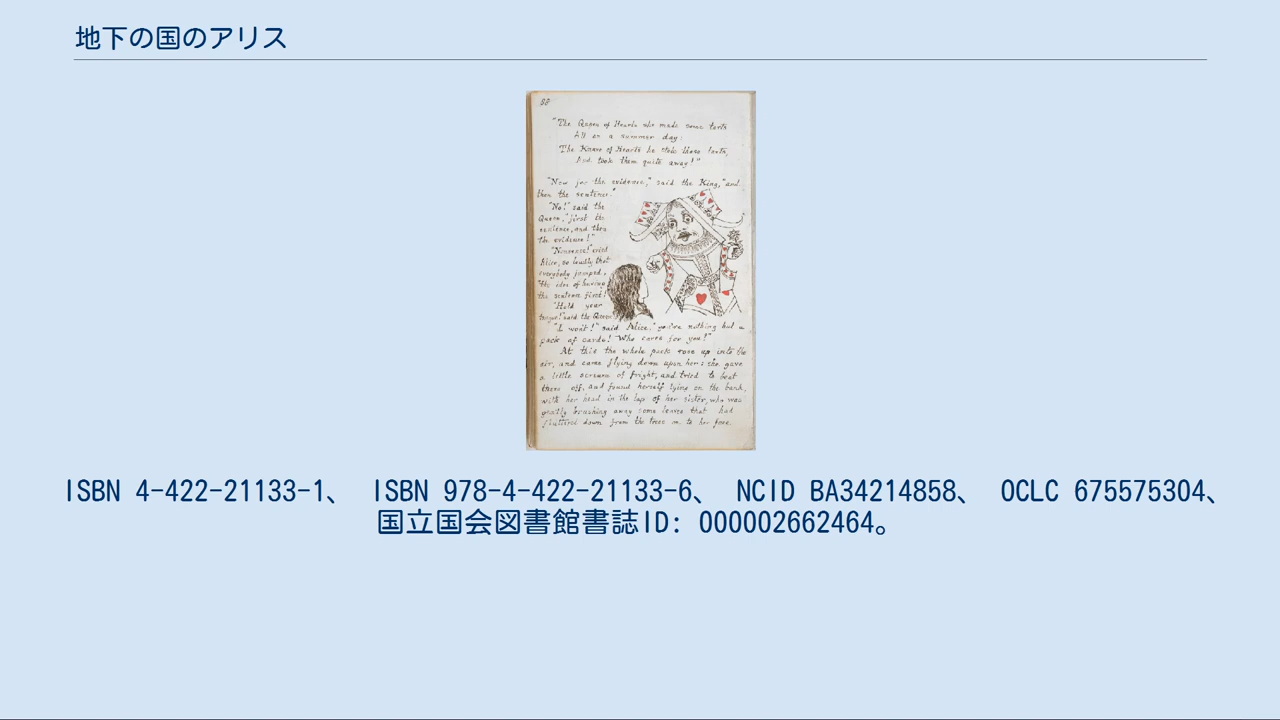 地下の国のアリス
88
"The Queen of Hearts she made some tarts
All on a summer day:
The Knave of Hearts he stole those tarts,
And took them quite away!"
"Now for the evidence," said the King, "and
then the sentence."
"No!" said the
Queen, "first the
sentence, and then
the evidence!"
"Nonsense!" cried
Alice, so loudly that
everybody jumped,
"the idea of having
the sentence first!"
"Hold your
tongue!" said the Queen.
"I won't!" said Alice, "you're nothing but a
pack of cards! Who cares for you?"
At this the whole pack rose up into the
air, and came flying down upon her: she gave
a little scream of fright, and tried to beat
them off, and found herself lying on the bank,
with her head in the lap of her sister, who was
gently brushing away some leaves that had
fluttered down from the trees on to her face.
ISBN 4-422-21133-1、 ISBN 978-4-422-21133-6、 NCID BA34214858、 OCLC 675575304、
国立国会図書館書誌ID: 000002662464。